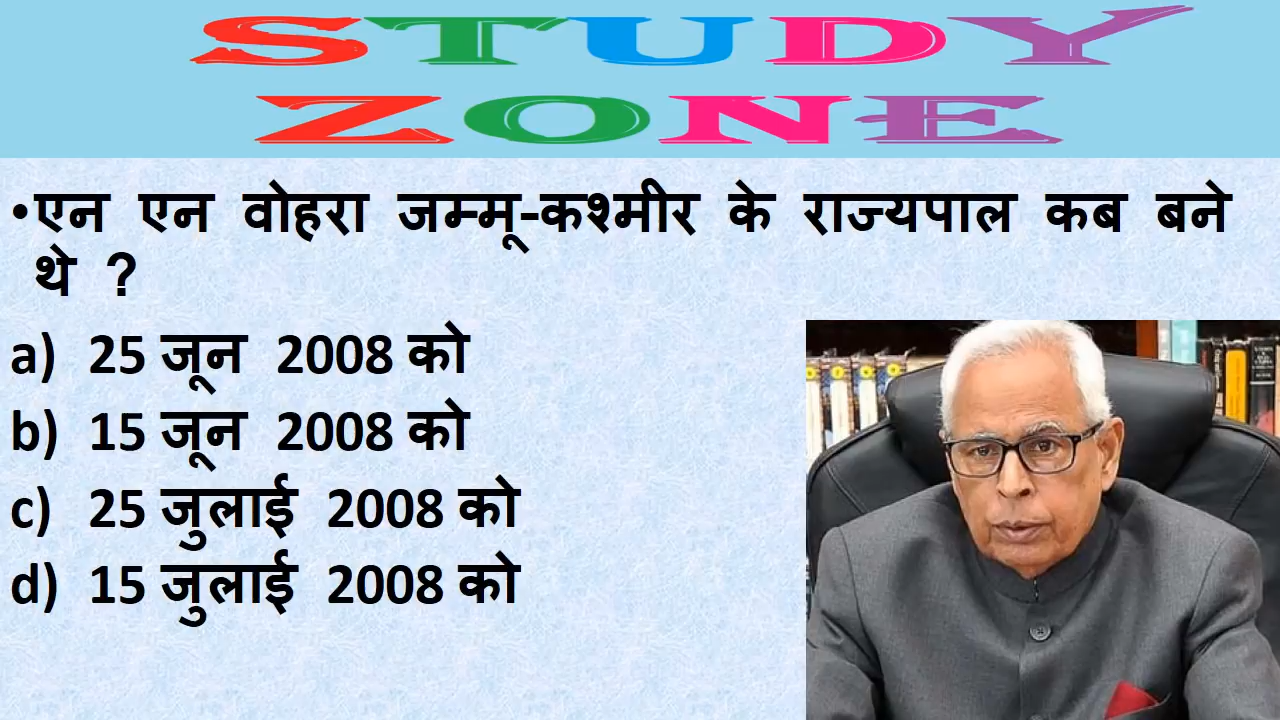 STUDY
ZONE
•एन एन वोहरा जम्मू-कश्मीर के राज्यपाल कब बने
थे ?
a) 25 जून 2008 को
b) 15 जून 2008 को
c) 25 जुलाई 2008 को
d) 15 जुलाई 2008 को